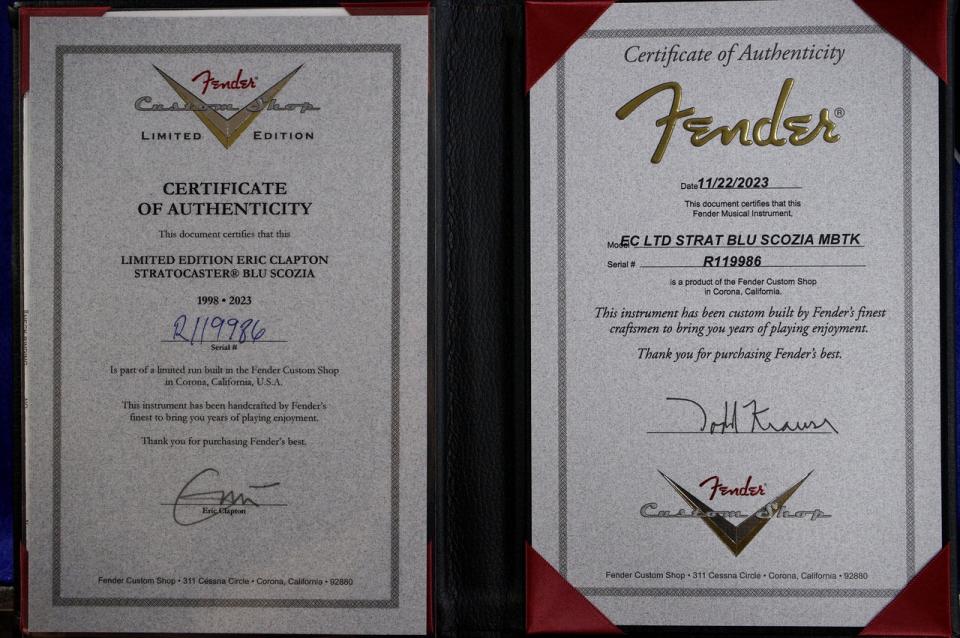 Fender
Custom Shop
LIMITED EDITION
CERTIFICATE
OF AUTHENTICITY
This document certifies that this
LIMITED EDITION ERIC CLAPTON
STRATOCASTER® BLU SCOZIA
1998 • 2023
R119986
Serial #
Is part of a limited run built in the Fender Custom Shop
in Corona, California, U.S.A.
This instrument has been handcrafted by Fender's
finest to bring you years of playing enjoyment.
Thank you for purchasing Fender's best.
Eric Clapton
Fender Custom Shop • 311 Cessna Circle • Corona, California • 92880
Certificate of Authenticity
Fender®
Date 11/22/2023
This document certifies that this
Fender Musical Instrument,
Model EC LTD STRAT BLU SCOZIA MBTK
Serial # R119986
is a product of the Fender Custom Shop
in Corona, California.
This instrument has been custom built by Fender's finest
craftsmen to bring you years of playing enjoyment.
Thank you for purchasing Fender's best.
Todd Krause
Fender
Custom Shop
Fender Custom Shop • 311 Cessna Circle • Corona, California • 92880